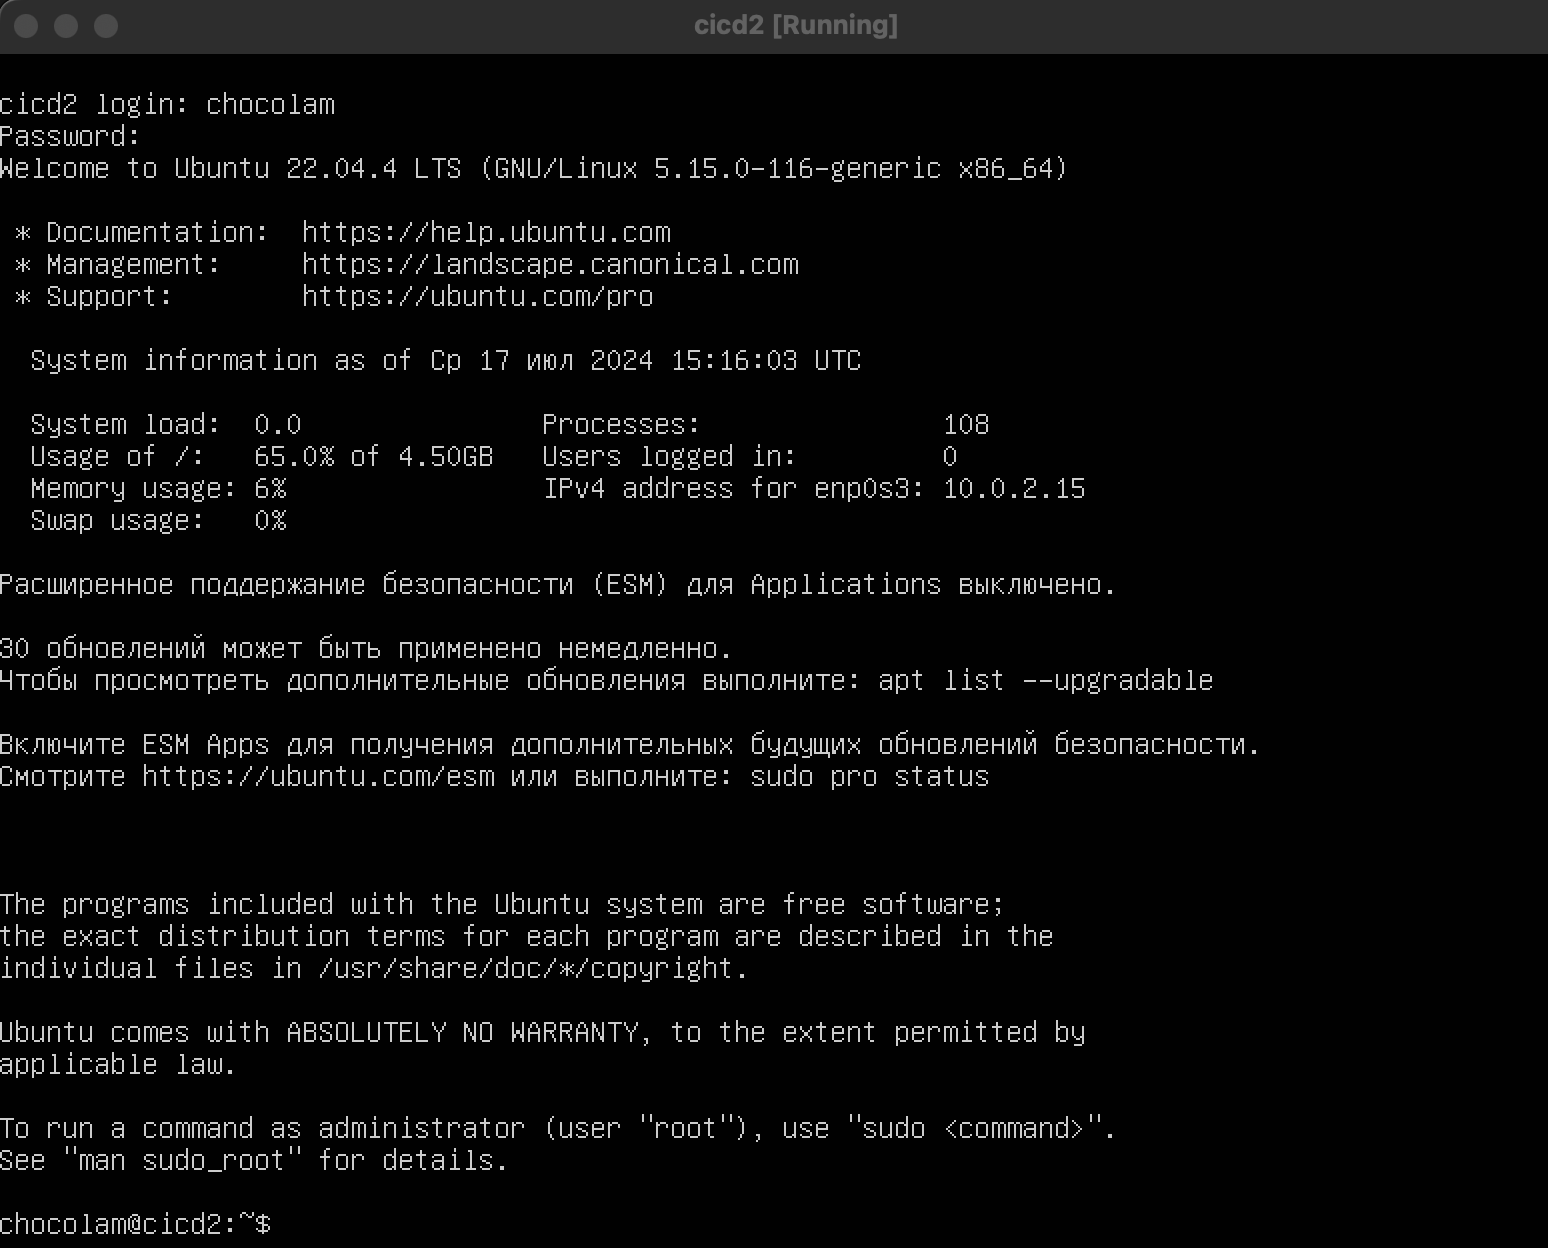 cicd2 [Running]
cicd2 login: chocolam
Password:
Welcome to Ubuntu 22.04.4 LTS (GNU/Linux 5.15.0-116-generic x86_64)
* Documentation:  https://help.ubuntu.com
* Management:     https://landscape.canonical.com
* Support:        https://ubuntu.com/pro
System information as of Ср 17 июл 2024 15:16:03 UTC
System load:  0.0               Processes:               108
Usage of /:   65.0% of 4.50GB   Users logged in:         0
Memory usage: 6%                IPv4 address for enp0s3: 10.0.2.15
Swap usage:   0%
Расширенное поддержание безопасности (ESM) для Applications выключено.
30 обновлений может быть применено немедленно.
Чтобы просмотреть дополнительные обновления выполните: apt list --upgradable
Включите ESM Apps для получения дополнительных будущих обновлений безопасности.
Смотрите https://ubuntu.com/esm или выполните: sudo pro status
The programs included with the Ubuntu system are free software;
the exact distribution terms for each program are described in the
individual files in /usr/share/doc/*/copyright.
Ubuntu comes with ABSOLUTELY NO WARRANTY, to the extent permitted by
applicable law.
To run a command as administrator (user "root"), use "sudo <command>".
See "man sudo_root" for details.
chocolam@cicd2:~$